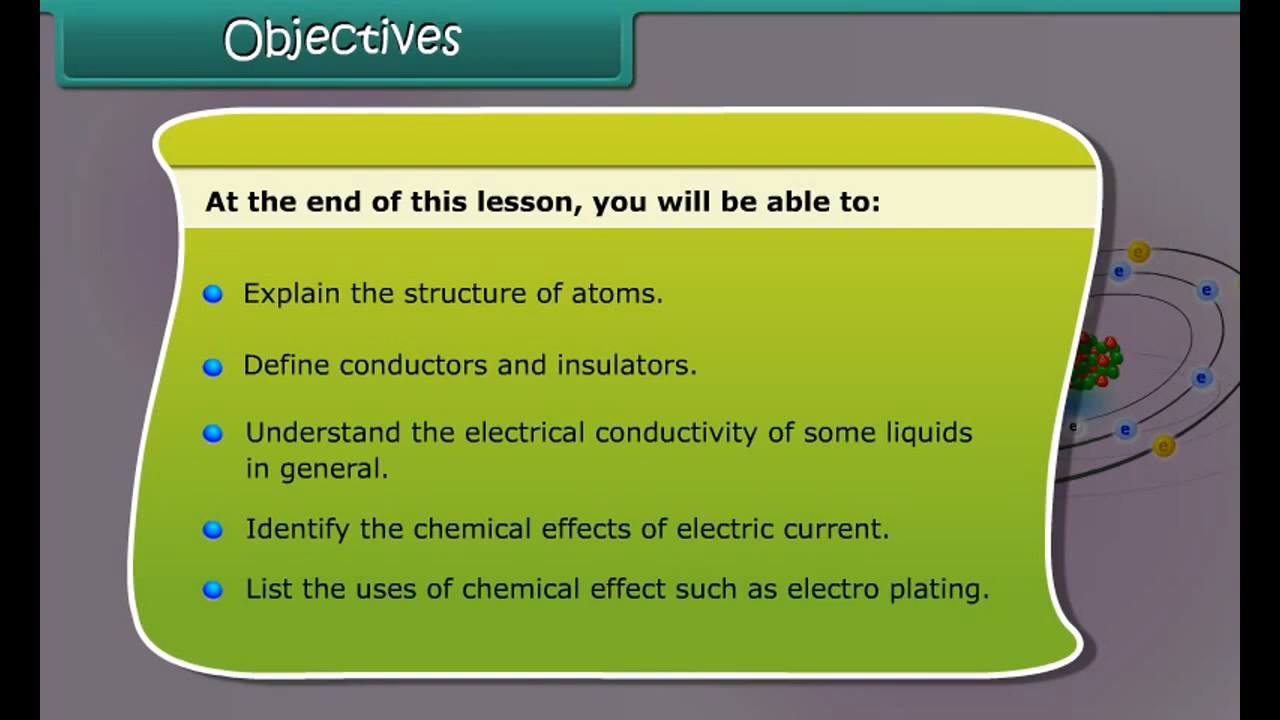 Objectives
At the end of this lesson, you will be able to:
Explain the structure of atoms.
Define conductors and insulators.
Understand the electrical conductivity of some liquids
in general.
Identify the chemical effects of electric current.
List the uses of chemical effect such as electro plating.
e
e
e
e
e
e
e